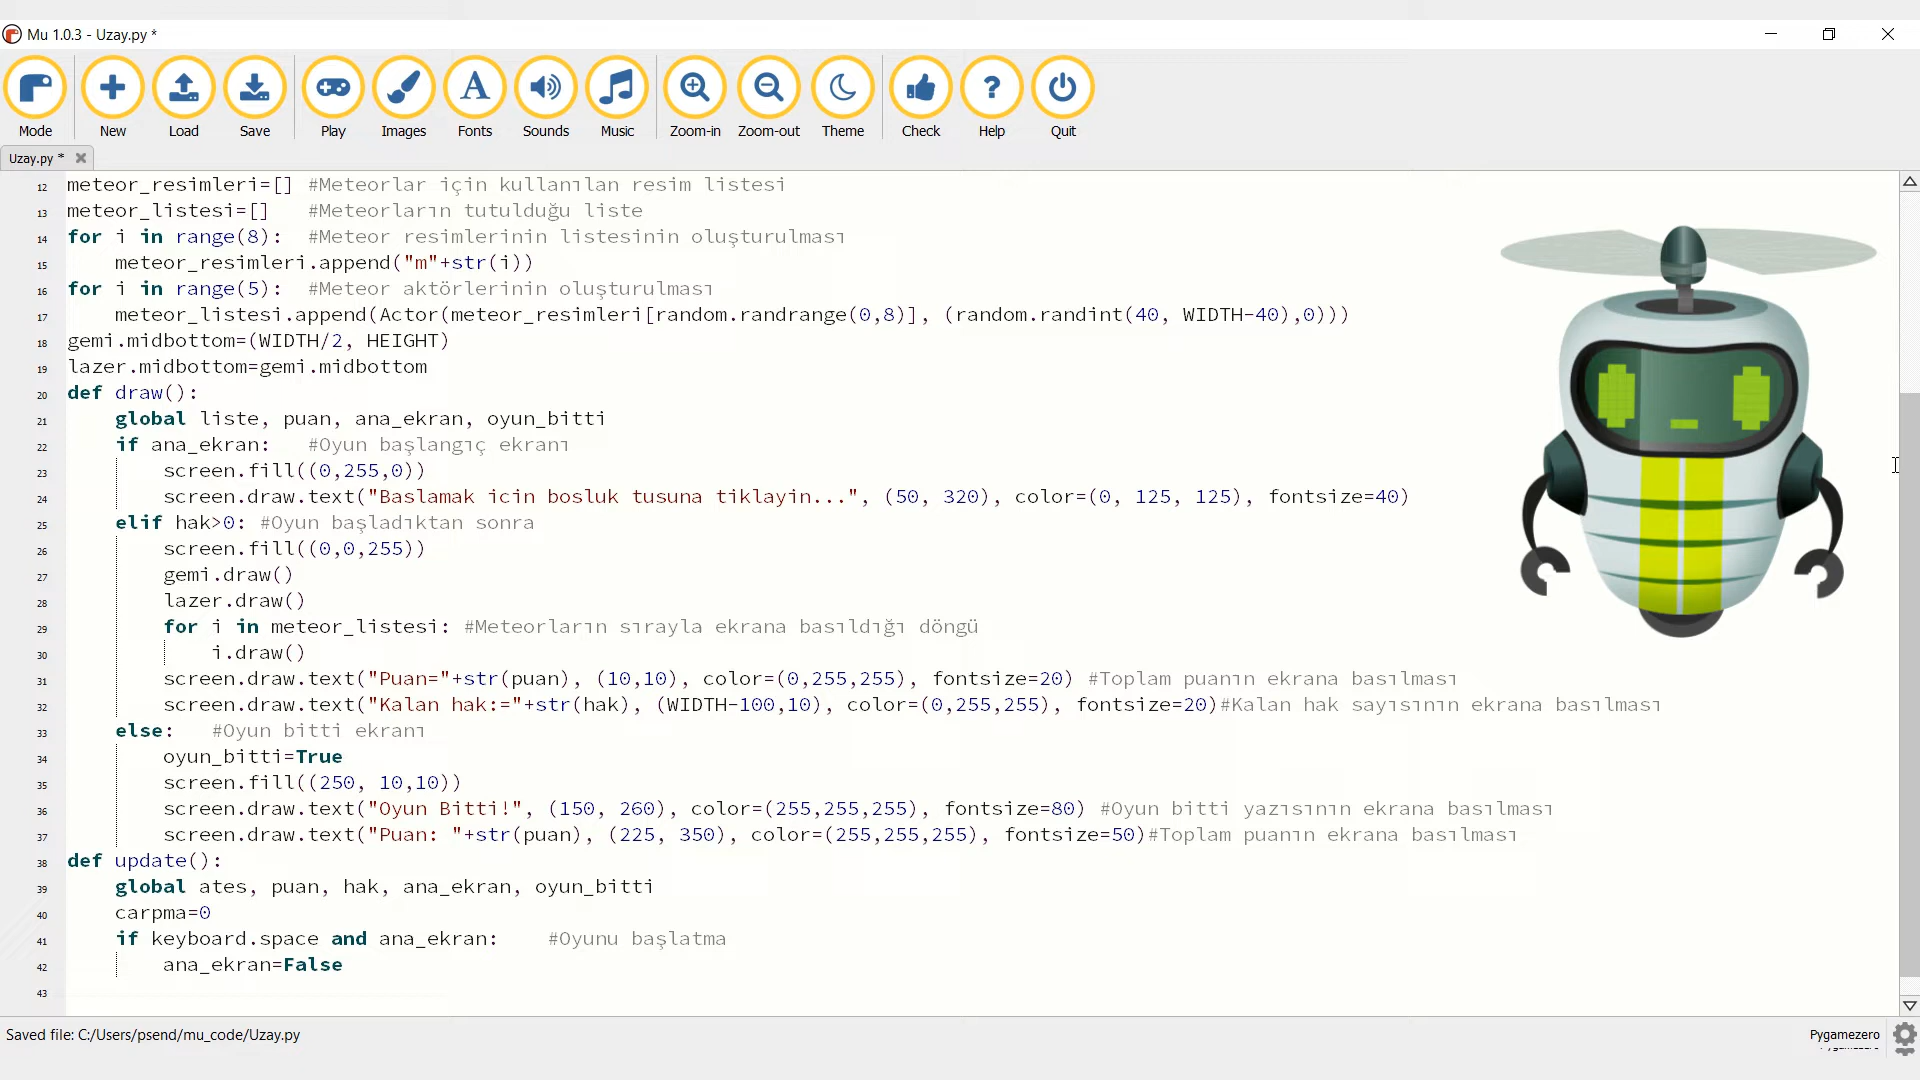 Mu 1.0.3 - Uzay.py *
Mode New Load Save Play Images Fonts Sounds Music Zoom-in Zoom-out Theme Check Help Quit
Uzay.py *
12 meteor_resimleri=[] #Meteorlar için kullanılan resim listesi
13 meteor_listesi=[] #Meteorların tutulduğu liste
14 for i in range(8): #Meteor resimlerinin listesinin oluşturulması
15 meteor_resimleri.append("m"+str(i))
16 for i in range(5): #Meteor aktörlerinin oluşturulması
17 meteor_listesi.append(Actor(meteor_resimleri[random.randrange(0,8)], (random.randint(40, WIDTH-40),0)))
18 gemi.midbottom=(WIDTH/2, HEIGHT)
19 lazer.midbottom=gemi.midbottom
20 def draw():
21 global liste, puan, ana_ekran, oyun_bitti
22 if ana_ekran: #Oyun başlangıç ekranı
23 screen.fill((0,255,0))
24 screen.draw.text("Baslamak icin bosluk tusuna tiklayin...", (50, 320), color=(0, 125, 125), fontsize=40)
25 elif hak>0: #Oyun başladıktan sonra
26 screen.fill((0,0,255))
27 gemi.draw()
28 lazer.draw()
29 for i in meteor_listesi: #Meteorların sırayla ekrana basıldığı döngü
30 i.draw()
31 screen.draw.text("Puan="+str(puan), (10,10), color=(0,255,255), fontsize=20) #Toplam puanın ekrana basılması
32 screen.draw.text("Kalan hak:="+str(hak), (WIDTH-100,10), color=(0,255,255), fontsize=20)#Kalan hak sayısının ekrana basılması
33 else: #Oyun bitti ekranı
34 oyun_bitti=True
35 screen.fill((250, 10,10))
36 screen.draw.text("Oyun Bitti!", (150, 260), color=(255,255,255), fontsize=80) #Oyun bitti yazısının ekrana basılması
37 screen.draw.text("Puan: "+str(puan), (225, 350), color=(255,255,255), fontsize=50)#Toplam puanın ekrana basılması
38 def update():
39 global ates, puan, hak, ana_ekran, oyun_bitti
40 carpma=0
41 if keyboard.space and ana_ekran: #Oyunu başlatma
42 ana_ekran=False
43
Saved file: C:/Users/psend/mu_code/Uzay.py
Pygamezero